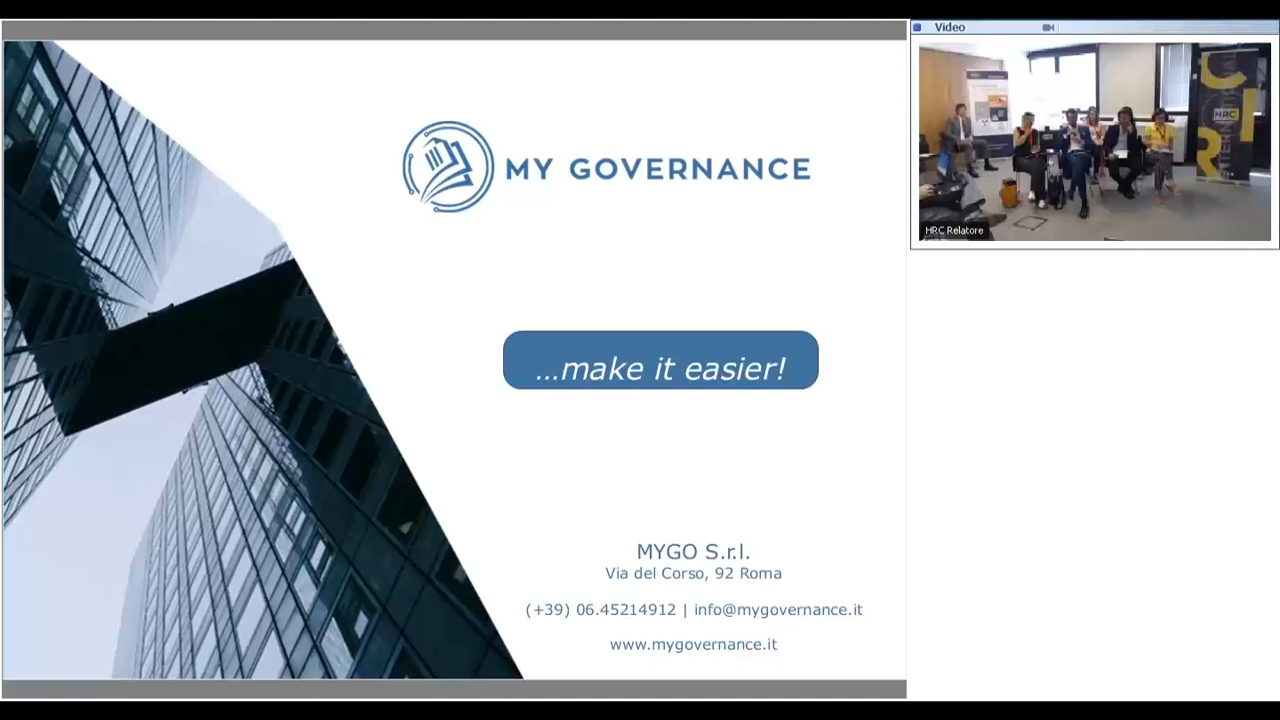 MY GOVERNANCE
...make it easier!
MYGO S.r.l.
Via del Corso, 92 Roma
(+39) 06.45214912 | info@mygovernance.it
www.mygovernance.it
Video
HRC
HRC Relatore